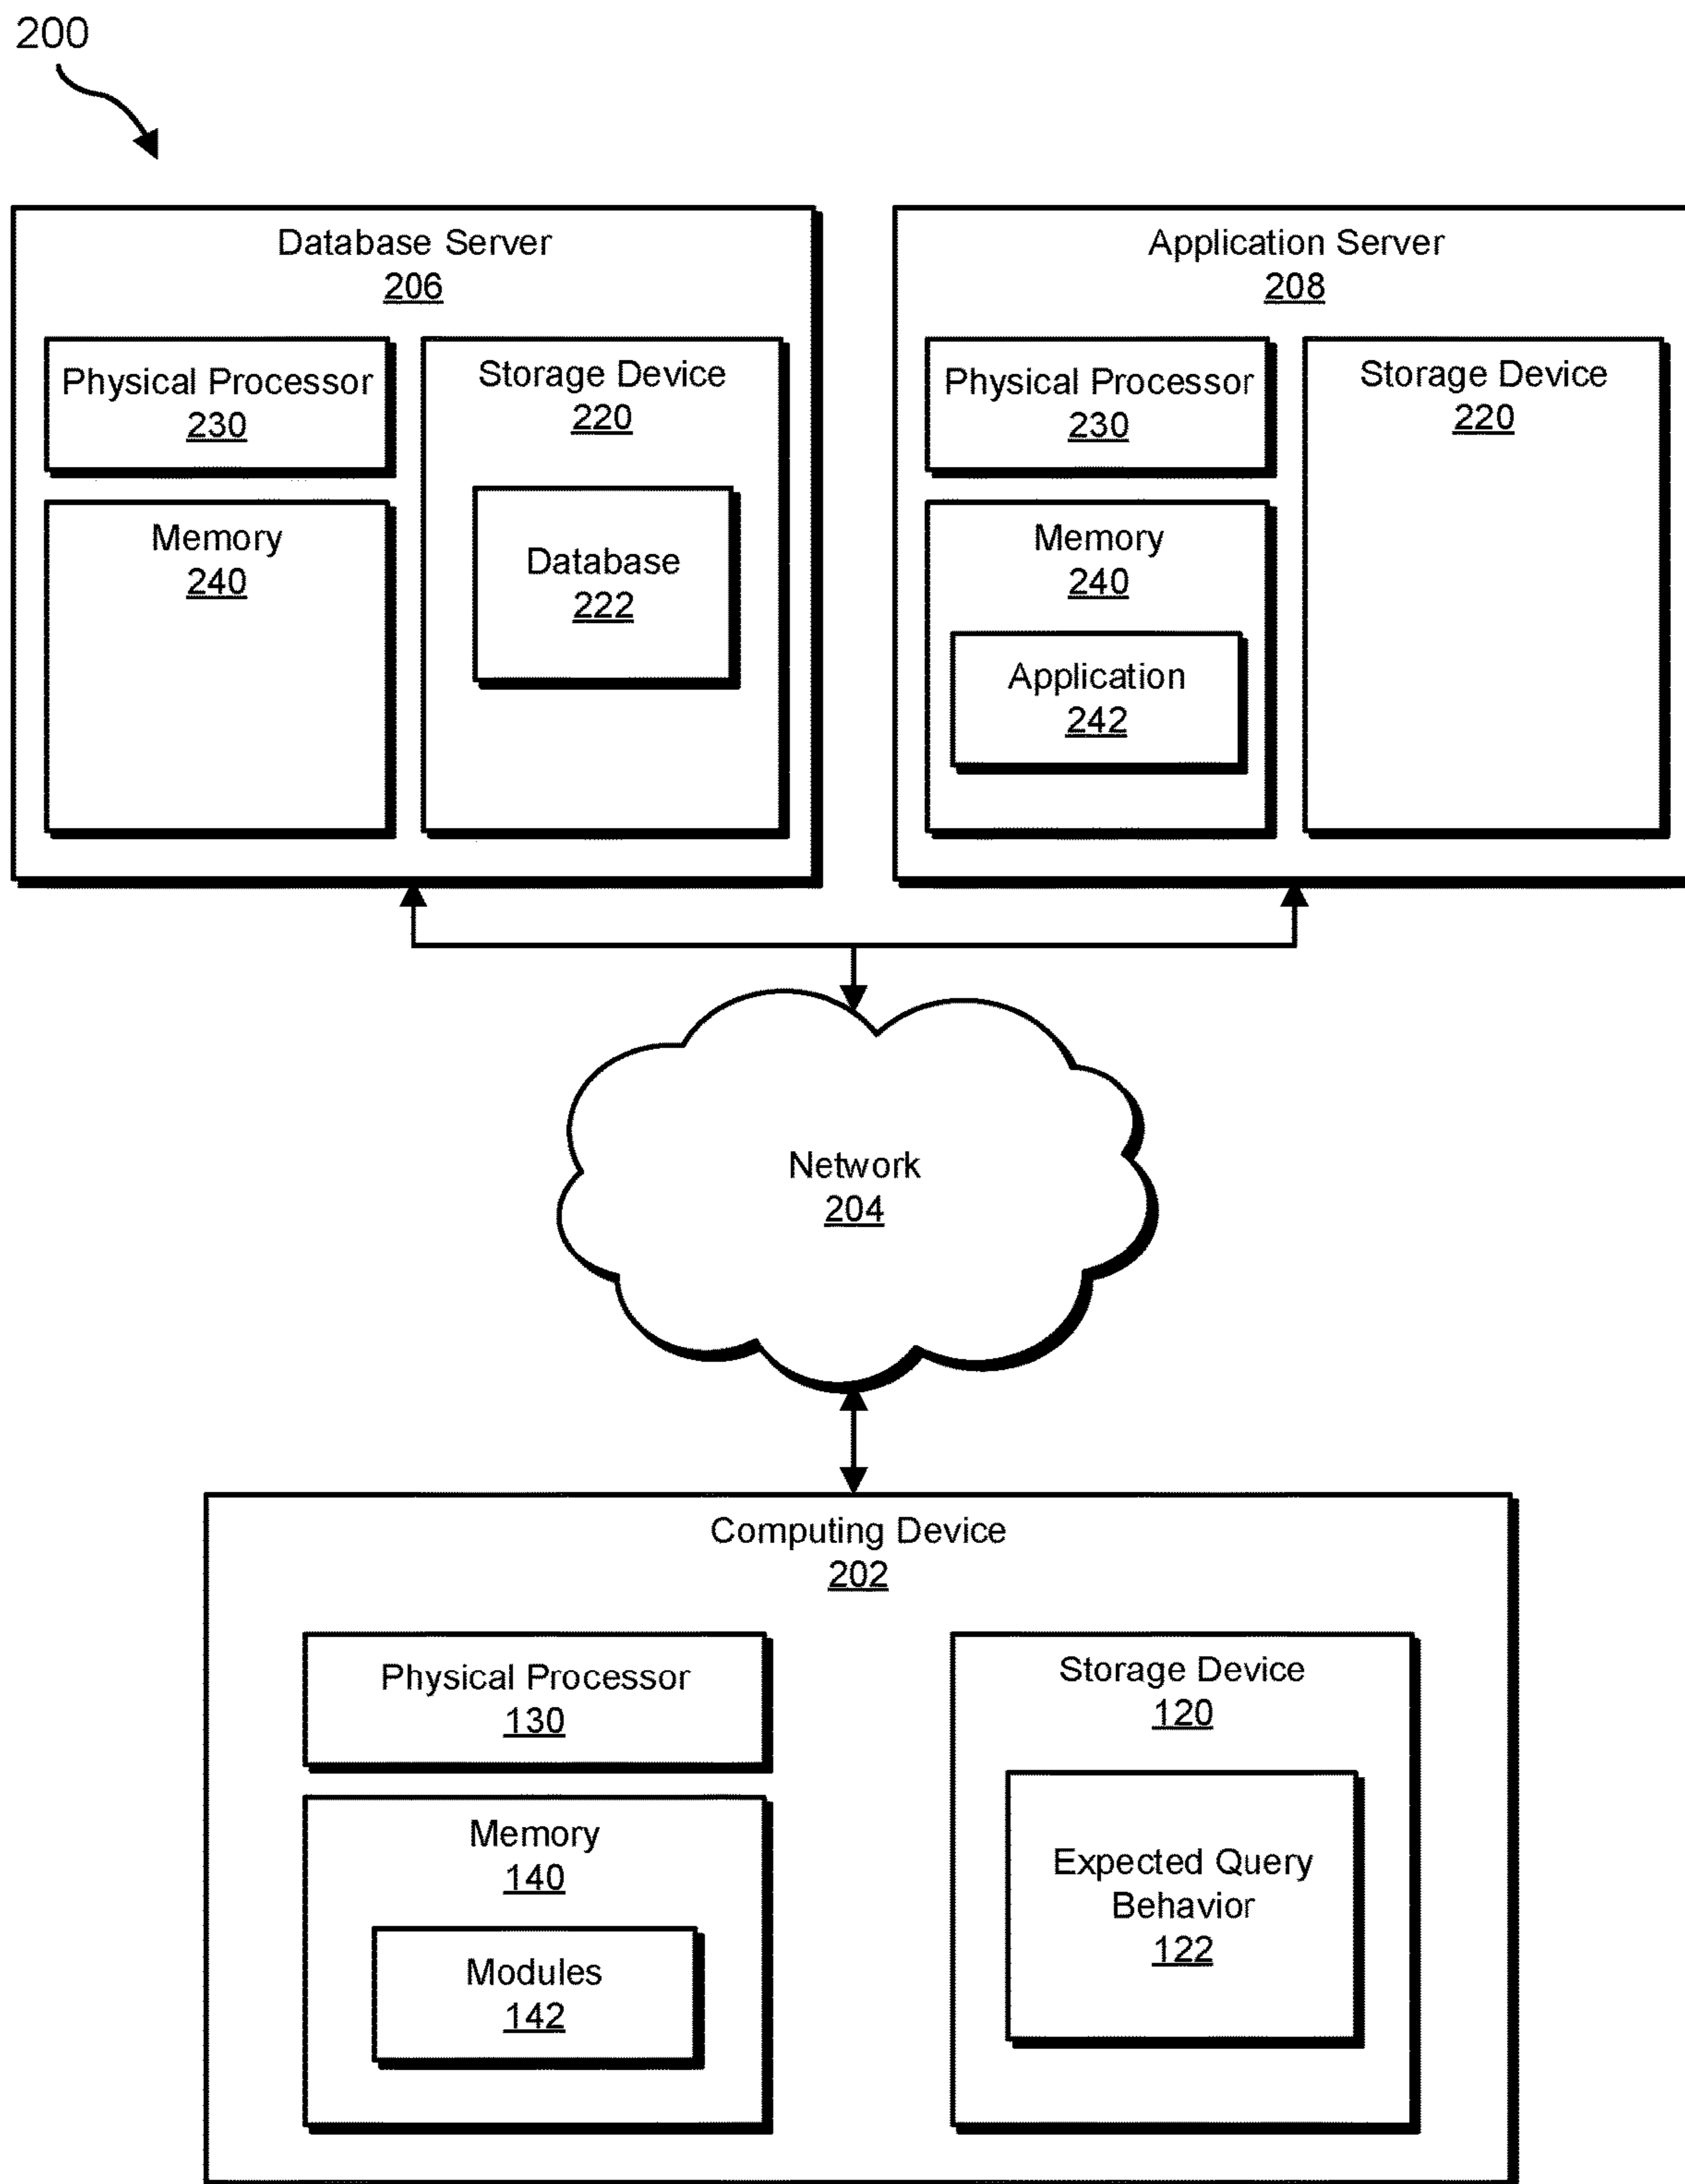 200
Database Server
206
Physical Processor
230
Memory
240
Storage Device
220
Database
222
Application Server
208
Physical Processor
230
Memory
240
Application
242
Storage Device
220
Network
204
Computing Device
202
Physical Processor
130
Memory
140
Modules
142
Storage Device
120
Expected Query
Behavior
122